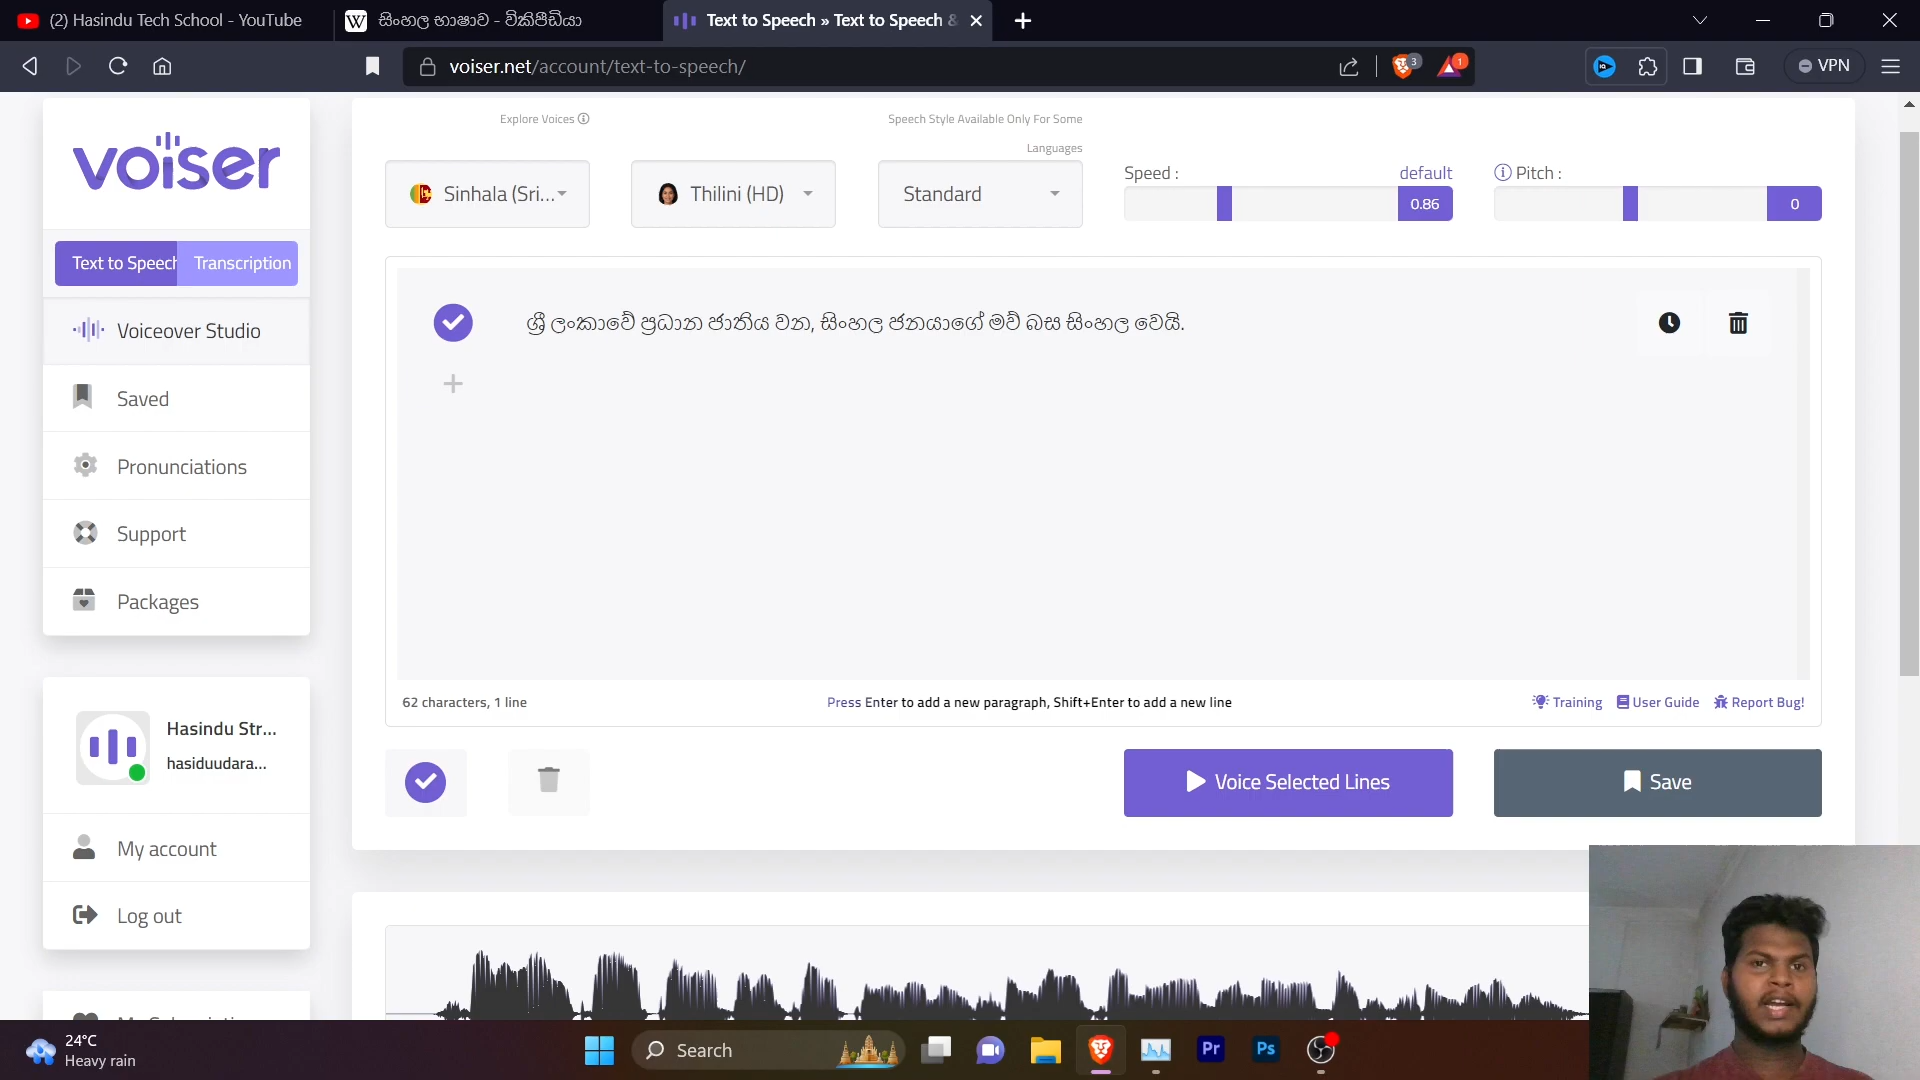 (2) Hasindu Tech School - YouTube
සිංහල භාෂාව - විකිපීඩියා
Text to Speech » Text to Speech &
voiser.net/account/text-to-speech/
3
1
VPN
voiser
Explore Voices
Speech Style Available Only For Some
Languages
Sinhala (Sri...
Thilini (HD)
Standard
Speed :
default
0.86
Pitch :
0
Text to Speech
Transcription
Voiceover Studio
Saved
Pronunciations
Support
Packages
ශ්‍රී ලංකාවේ ප්‍රධාන ජාතිය වන, සිංහල ජනයාගේ මව් බස සිංහල වෙයි.
62 characters, 1 line
Press Enter to add a new paragraph, Shift+Enter to add a new line
Training
User Guide
Report Bug!
Voice Selected Lines
Save
Hasindu Str...
hasiduudara...
My account
Log out
24°C
Heavy rain
Search
Pr
Ps